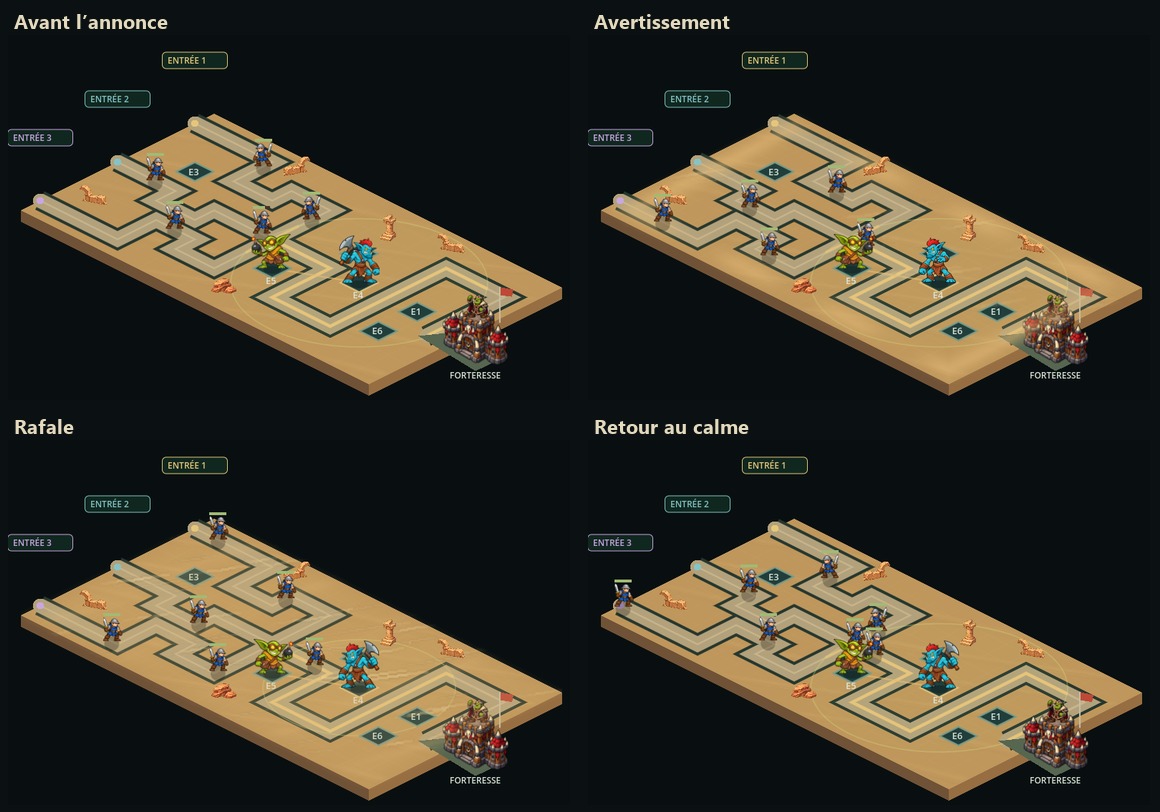 Avant l’annonce
ENTRÉE 1
ENTRÉE 2
ENTRÉE 3
E3
E5
E4
E1
E6
FORTERESSE
Avertissement
ENTRÉE 1
ENTRÉE 2
ENTRÉE 3
E3
E5
E4
E1
E6
FORTERESSE
Rafale
ENTRÉE 1
ENTRÉE 2
ENTRÉE 3
E3
E5
E4
E1
E6
FORTERESSE
Retour au calme
ENTRÉE 1
ENTRÉE 2
ENTRÉE 3
E3
E5
E4
E1
E6
FORTERESSE